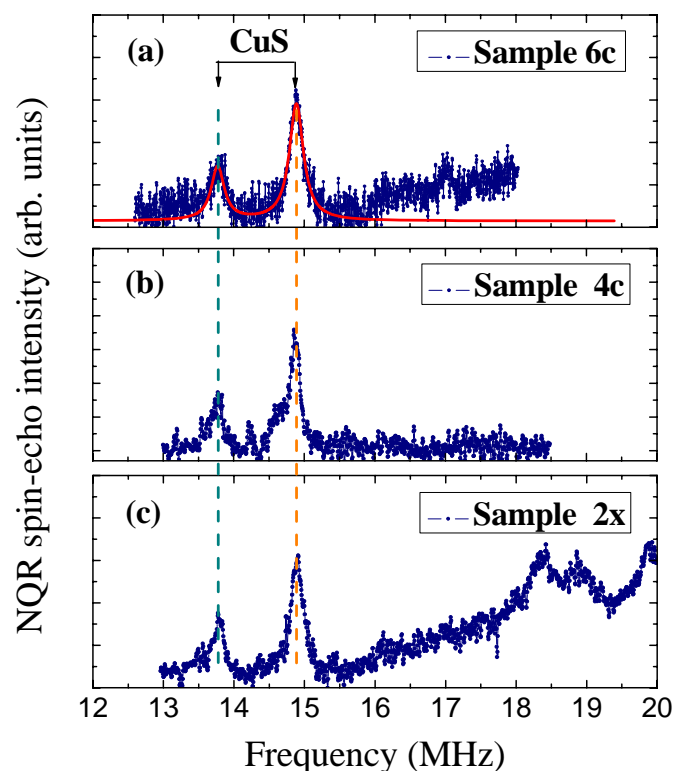 NQR spin-echo intensity (arb. units)
(a)
CuS
Sample 6c
(b)
Sample 4c
(c)
Sample 2x
12 13 14 15 16 17 18 19 20
Frequency (MHz)